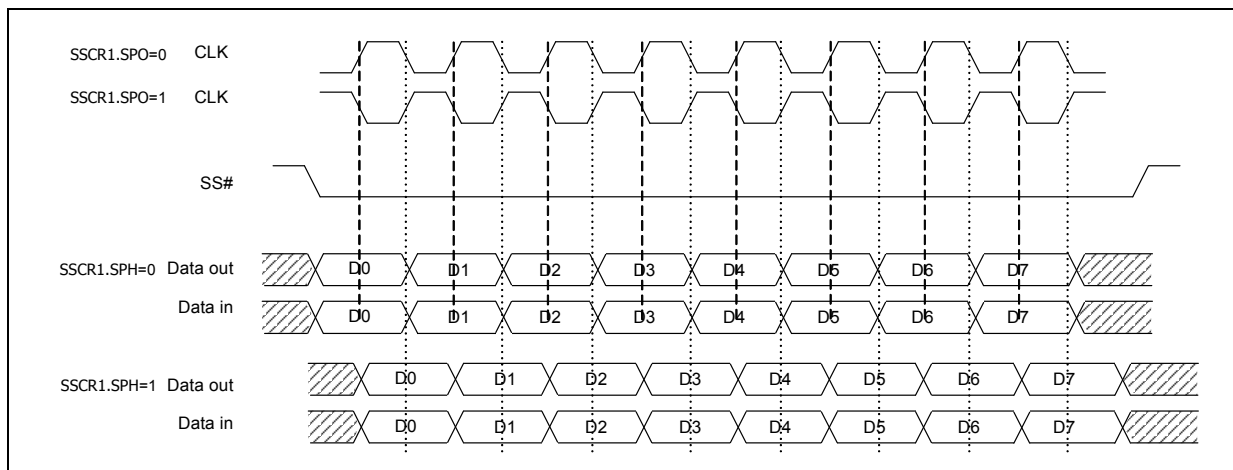 SSCR1.SPO=0 CLK
SSCR1.SPO=1 CLK
SS#
SSCR1.SPH=0 Data out D0 D1 D2 D3 D4 D5 D6 D7
Data in D0 D1 D2 D3 D4 D5 D6 D7
SSCR1.SPH=1 Data out D0 D1 D2 D3 D4 D5 D6 D7
Data in D0 D1 D2 D3 D4 D5 D6 D7